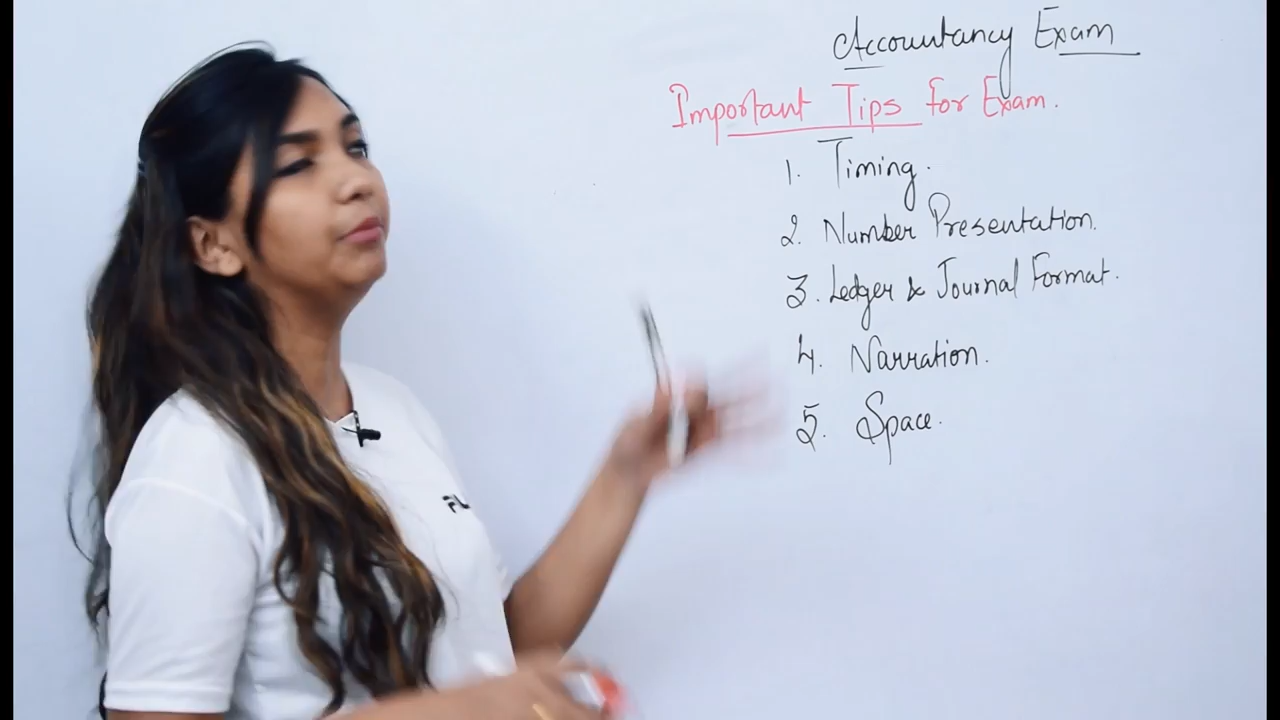 Accountancy Exam
Important Tips for Exam.
1. Timing.
2. Number Presentation.
3. Ledger & Journal Format.
4. Narration.
5. Space.